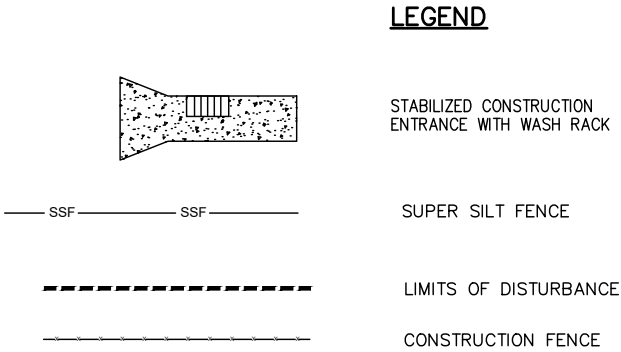 LEGEND
STABILIZED CONSTRUCTION
ENTRANCE WITH WASH RACK
SSF SSF SUPER SILT FENCE
LIMITS OF DISTURBANCE
CONSTRUCTION FENCE